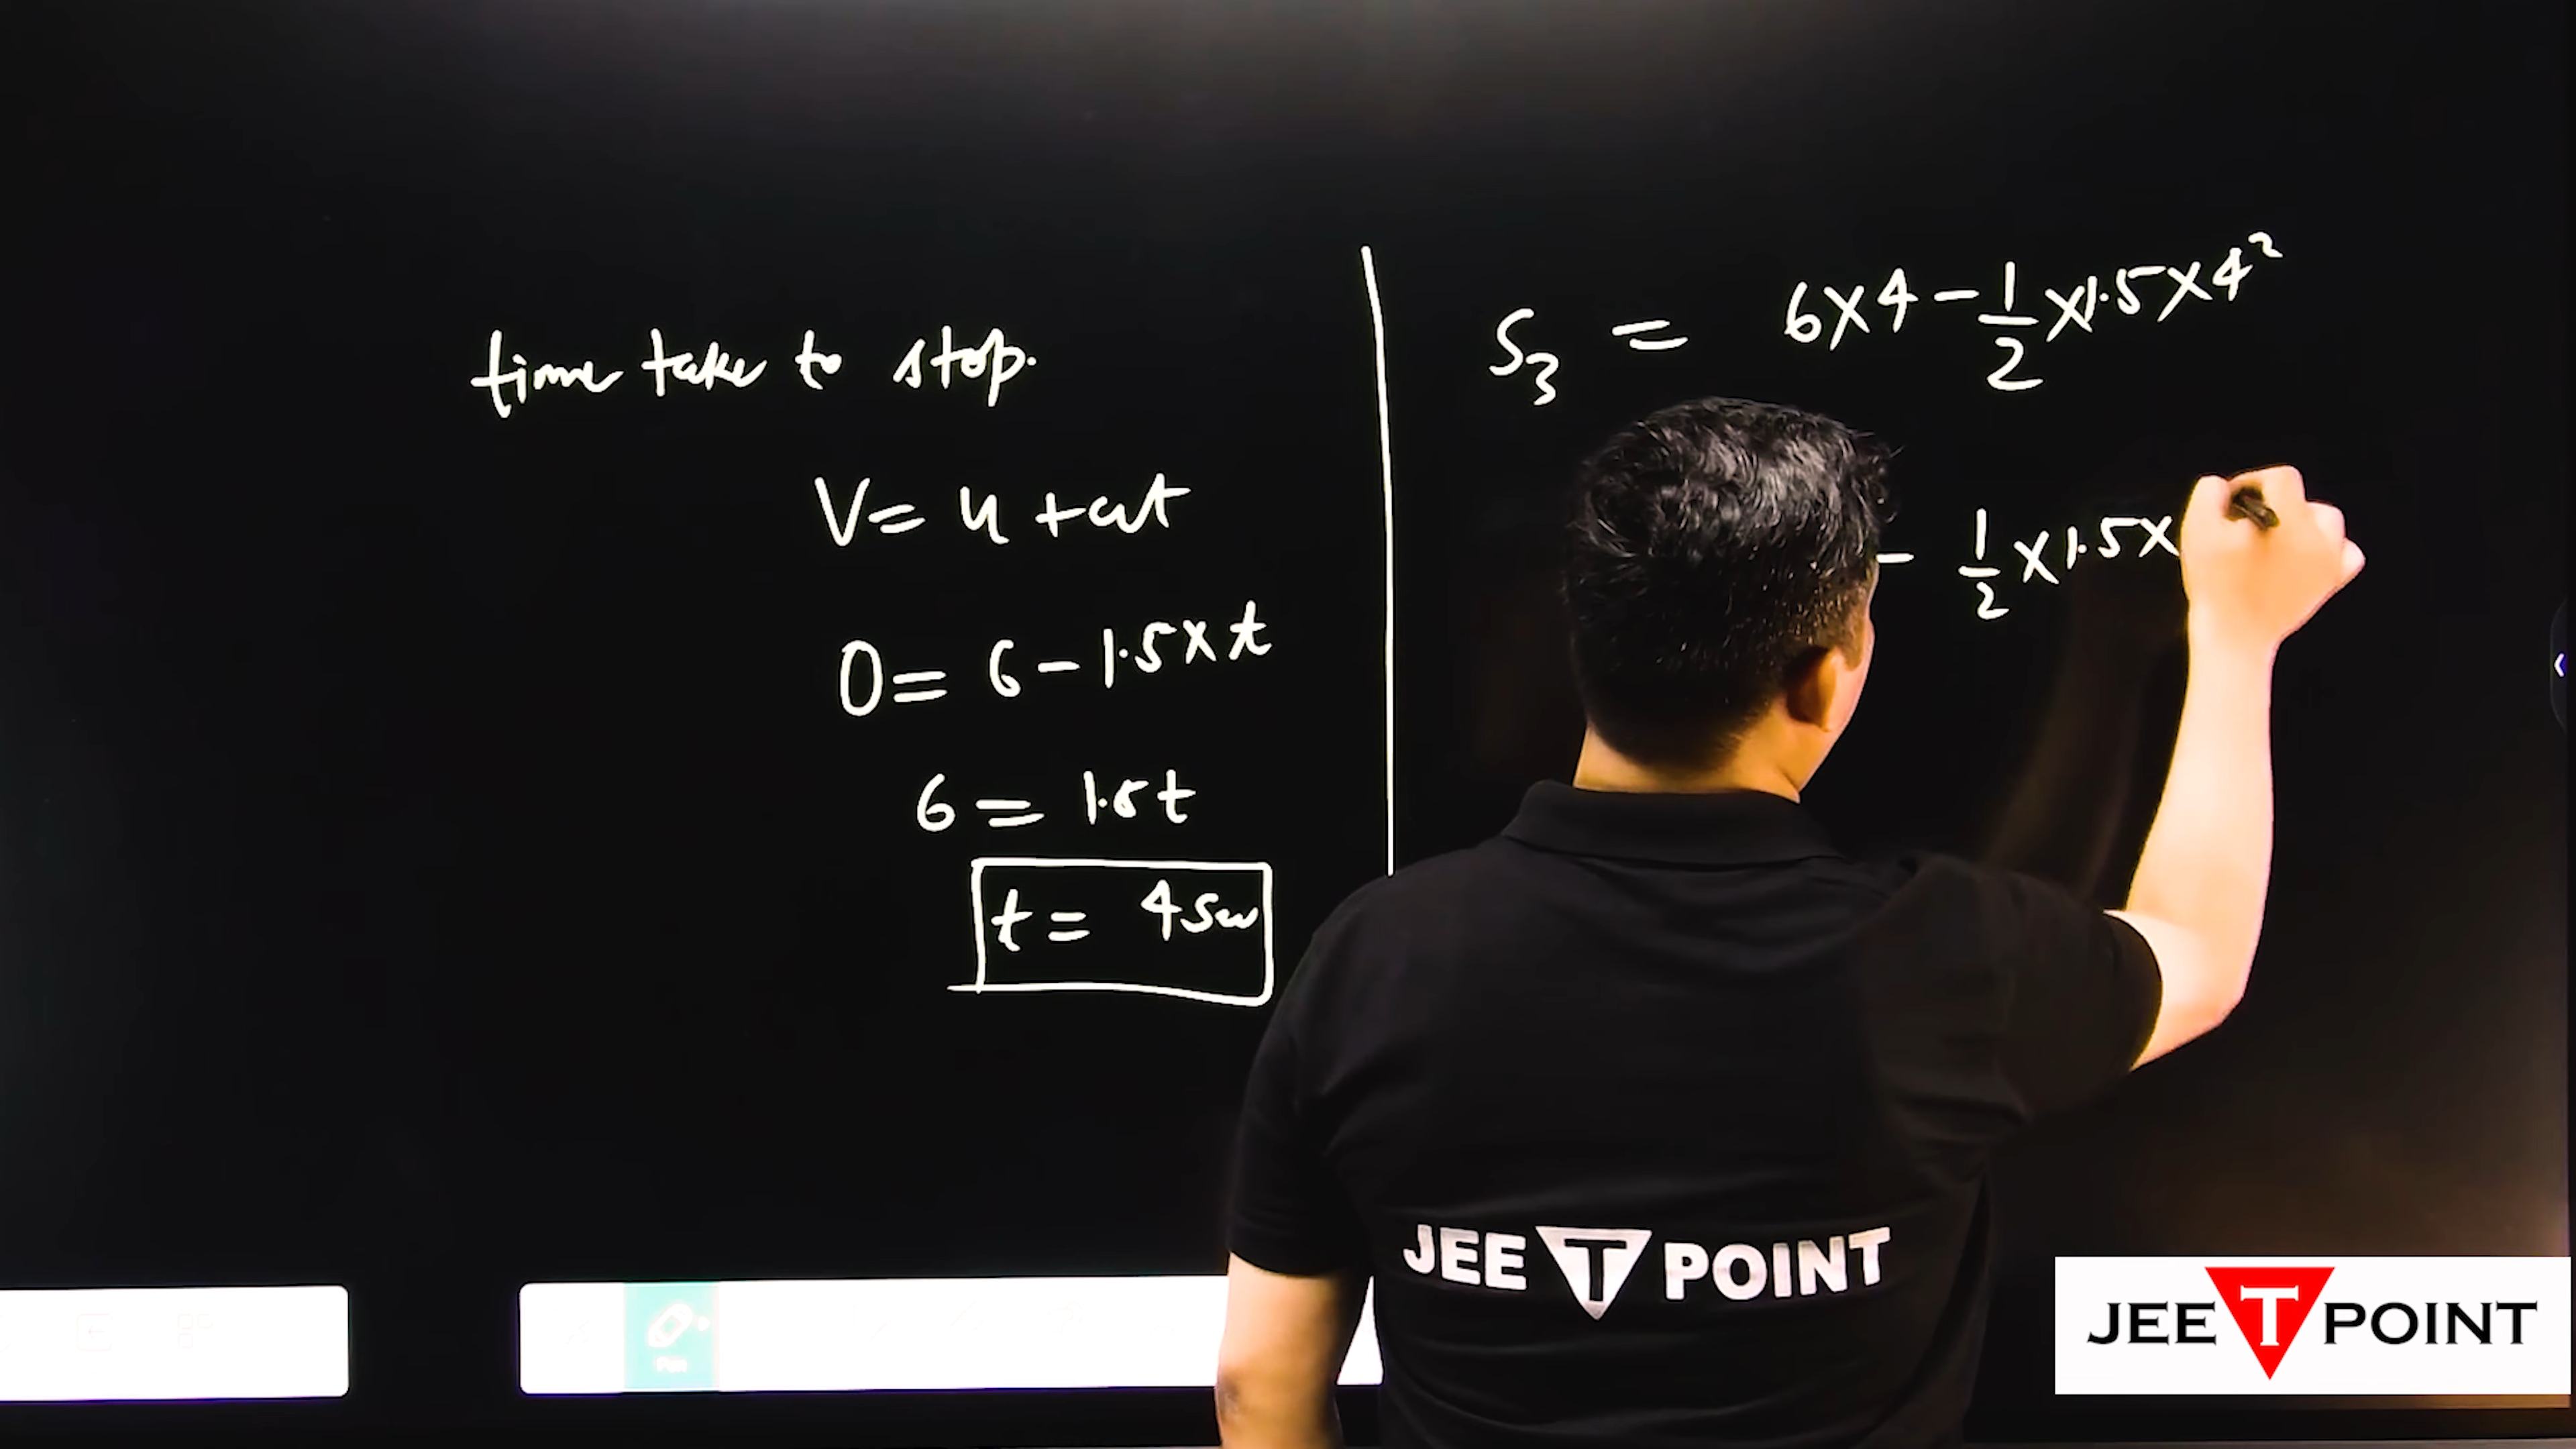 time take to stop.
V = u + at
0 = 6 - 1.5 × t
6 = 1.5t
t = 4 sec
S₃ = 6×4 - 1/2 × 1.5 × 4²
- 1/2 × 1.5 ×
JEE T POINT
JEE T POINT